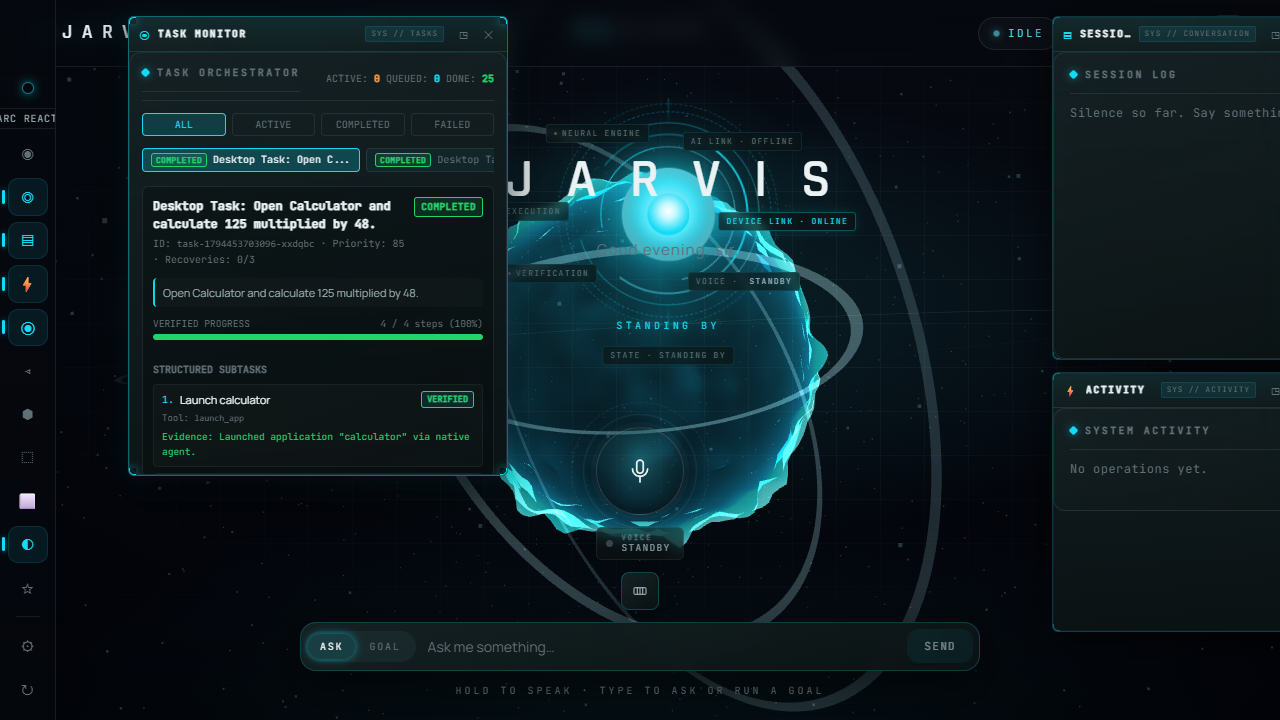 JARV
TASK MONITOR
SYS // TASKS
TASK ORCHESTRATOR
ACTIVE: 0 QUEUED: 0 DONE: 25
ALL
ACTIVE
COMPLETED
FAILED
COMPLETED Desktop Task: Open C...
COMPLETED Desktop Ta
Desktop Task: Open Calculator and calculate 125 multiplied by 48.
COMPLETED
ID: task-1794453703096-xxdqbc · Priority: 85
· Recoveries: 0/3
Open Calculator and calculate 125 multiplied by 48.
VERIFIED PROGRESS
4 / 4 steps (100%)
STRUCTURED SUBTASKS
1. Launch calculator
VERIFIED
Tool: launch_app
Evidence: Launched application "calculator" via native agent.
ARC REACT
NEURAL ENGINE
AI LINK · OFFLINE
JARVIS
EXECUTION
DEVICE LINK · ONLINE
Good evening, sir.
VERIFICATION
VOICE · STANDBY
STANDING BY
STATE · STANDING BY
VOICE
STANDBY
ASK
GOAL
Ask me something...
SEND
HOLD TO SPEAK · TYPE TO ASK OR RUN A GOAL
IDLE
SESSIO…
SYS // CONVERSATION
SESSION LOG
Silence so far. Say somethin
ACTIVITY
SYS // ACTIVITY
SYSTEM ACTIVITY
No operations yet.